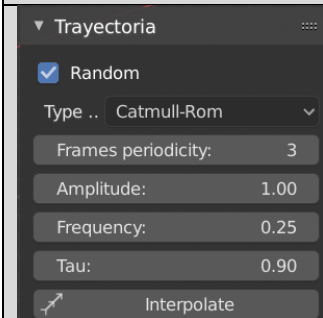 Trayectoria
Random
Type .. Catmull-Rom
Frames periodicity: 3
Amplitude: 1.00
Frequency: 0.25
Tau: 0.90
Interpolate